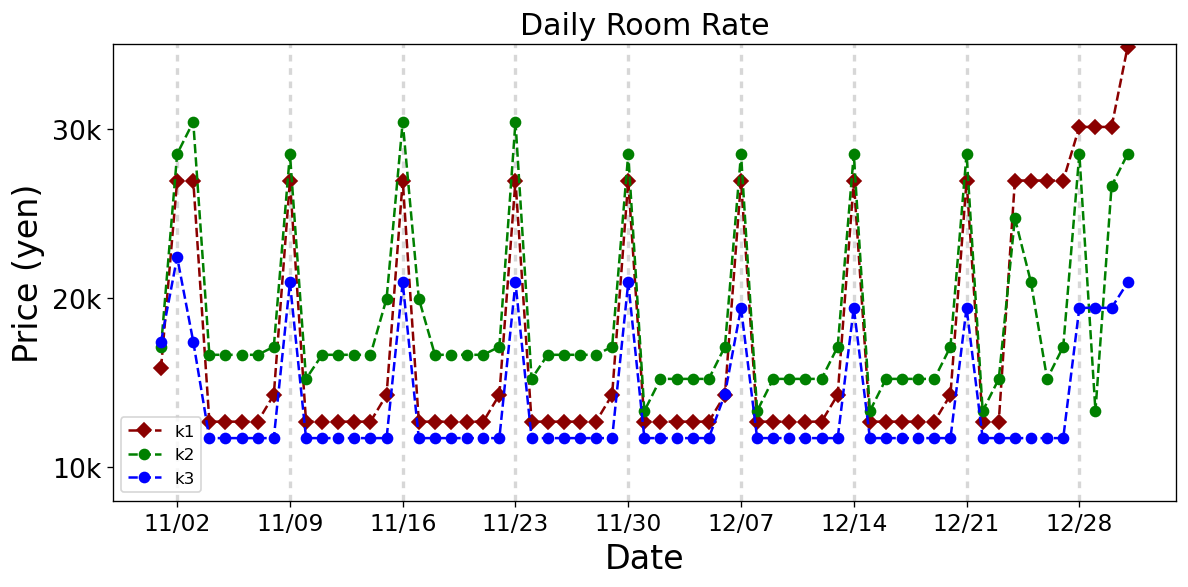 Daily Room Rate
Price (yen)
30k
20k
10k
k1
k2
k3
11/02 11/09 11/16 11/23 11/30 12/07 12/14 12/21 12/28
Date